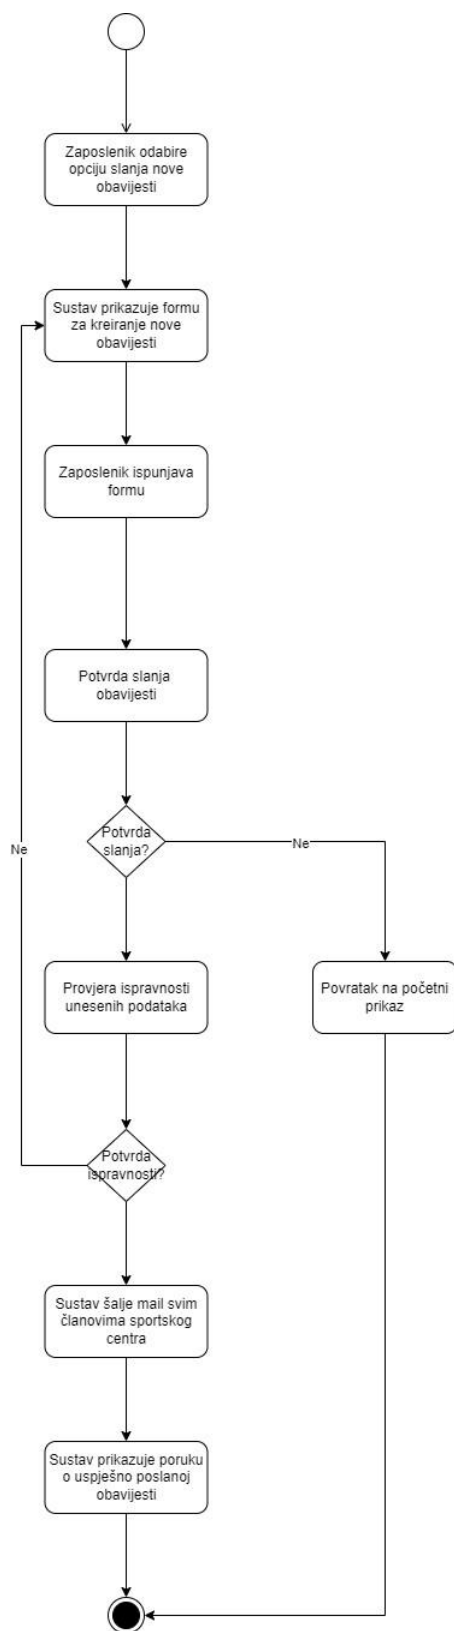 Zaposlenik odabire
opciju slanja nove
obavijesti
Sustav prikazuje formu
za kreiranje nove
obavijesti
Zaposlenik ispunjava
formu
Potvrda slanja
obavijesti
Potvrda
slanja?
Ne
Ne
Provjera ispravnosti
unesenih podataka
Povratak na početni
prikaz
Potvrda
ispravnosti?
Sustav šalje mail svim
članovima sportskog
centra
Sustav prikazuje poruku
o uspješno poslanoj
obavijesti